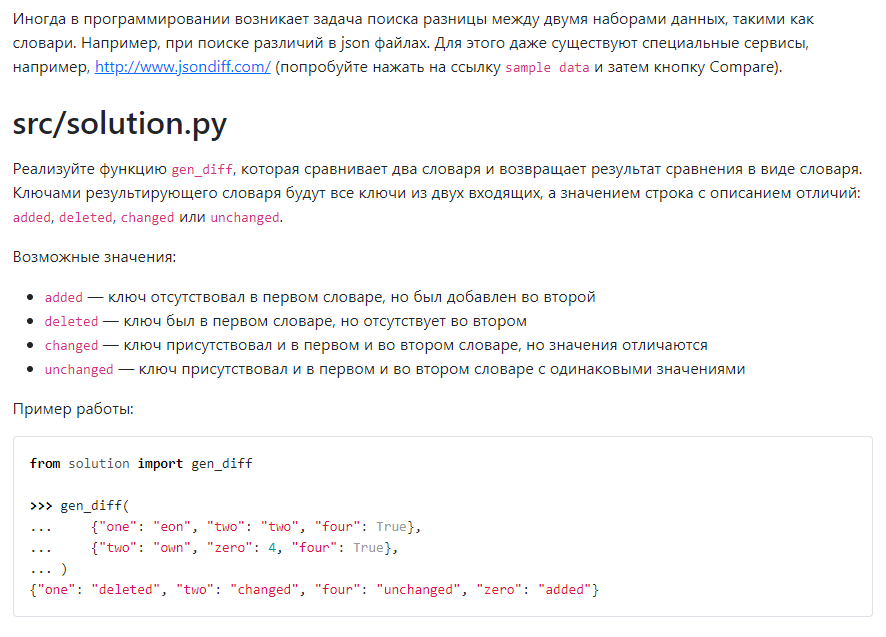 Иногда в программировании возникает задача поиска разницы между двумя наборами данных, такими как
словари. Например, при поиске различий в json файлах. Для этого даже существуют специальные сервисы,
например, http://www.jsondiff.com/ (попробуйте нажать на ссылку sample data и затем кнопку Compare).
src/solution.py
Реализуйте функцию gen_diff, которая сравнивает два словаря и возвращает результат сравнения в виде словаря.
Ключами результирующего словаря будут все ключи из двух входящих, а значением строка с описанием отличий:
added, deleted, changed или unchanged.
Возможные значения:
• added — ключ отсутствовал в первом словаре, но был добавлен во второй
• deleted — ключ был в первом словаре, но отсутствует во втором
• changed — ключ присутствовал и в первом и во втором словаре, но значения отличаются
• unchanged — ключ присутствовал и в первом и во втором словаре с одинаковыми значениями
Пример работы:
from solution import gen_diff
>>> gen_diff(
...     {"one": "eon", "two": "two", "four": True},
...     {"two": "own", "zero": 4, "four": True},
... )
{"one": "deleted", "two": "changed", "four": "unchanged", "zero": "added"}